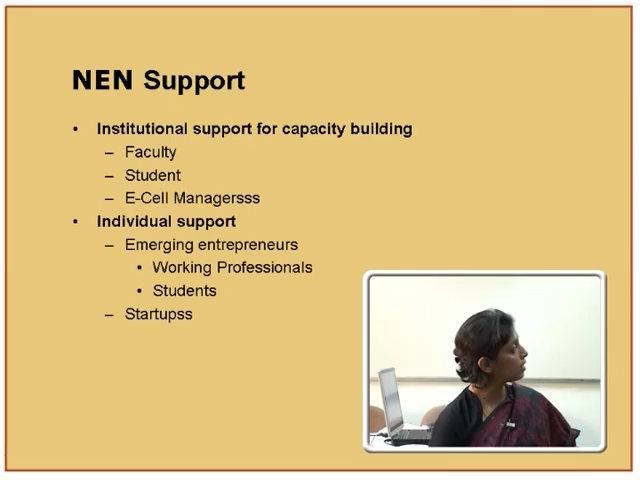 NEN Support
• Institutional support for capacity building
– Faculty
– Student
– E-Cell Managersss
• Individual support
– Emerging entrepreneurs
• Working Professionals
• Students
– Startupss